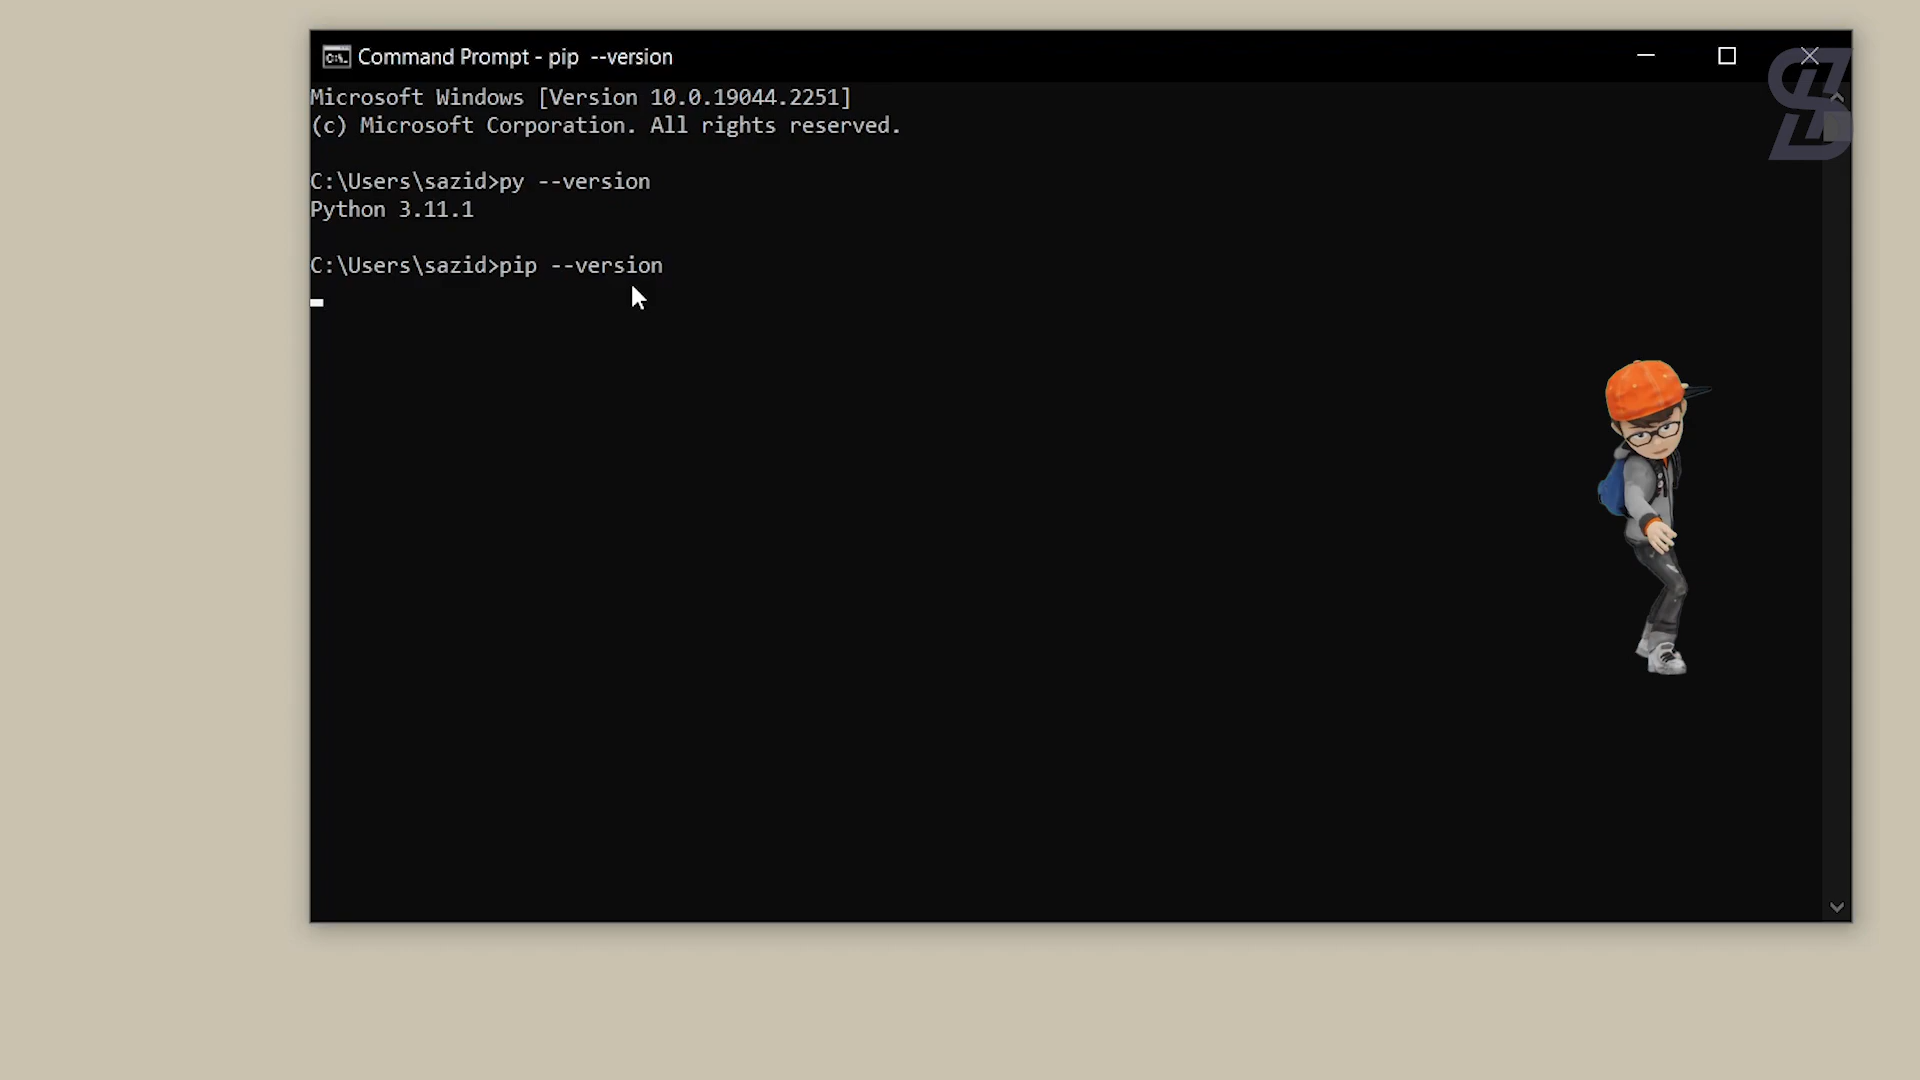 Command Prompt - pip  --version
Microsoft Windows [Version 10.0.19044.2251]
(c) Microsoft Corporation. All rights reserved.
C:\Users\sazid>py --version
Python 3.11.1
C:\Users\sazid>pip --version